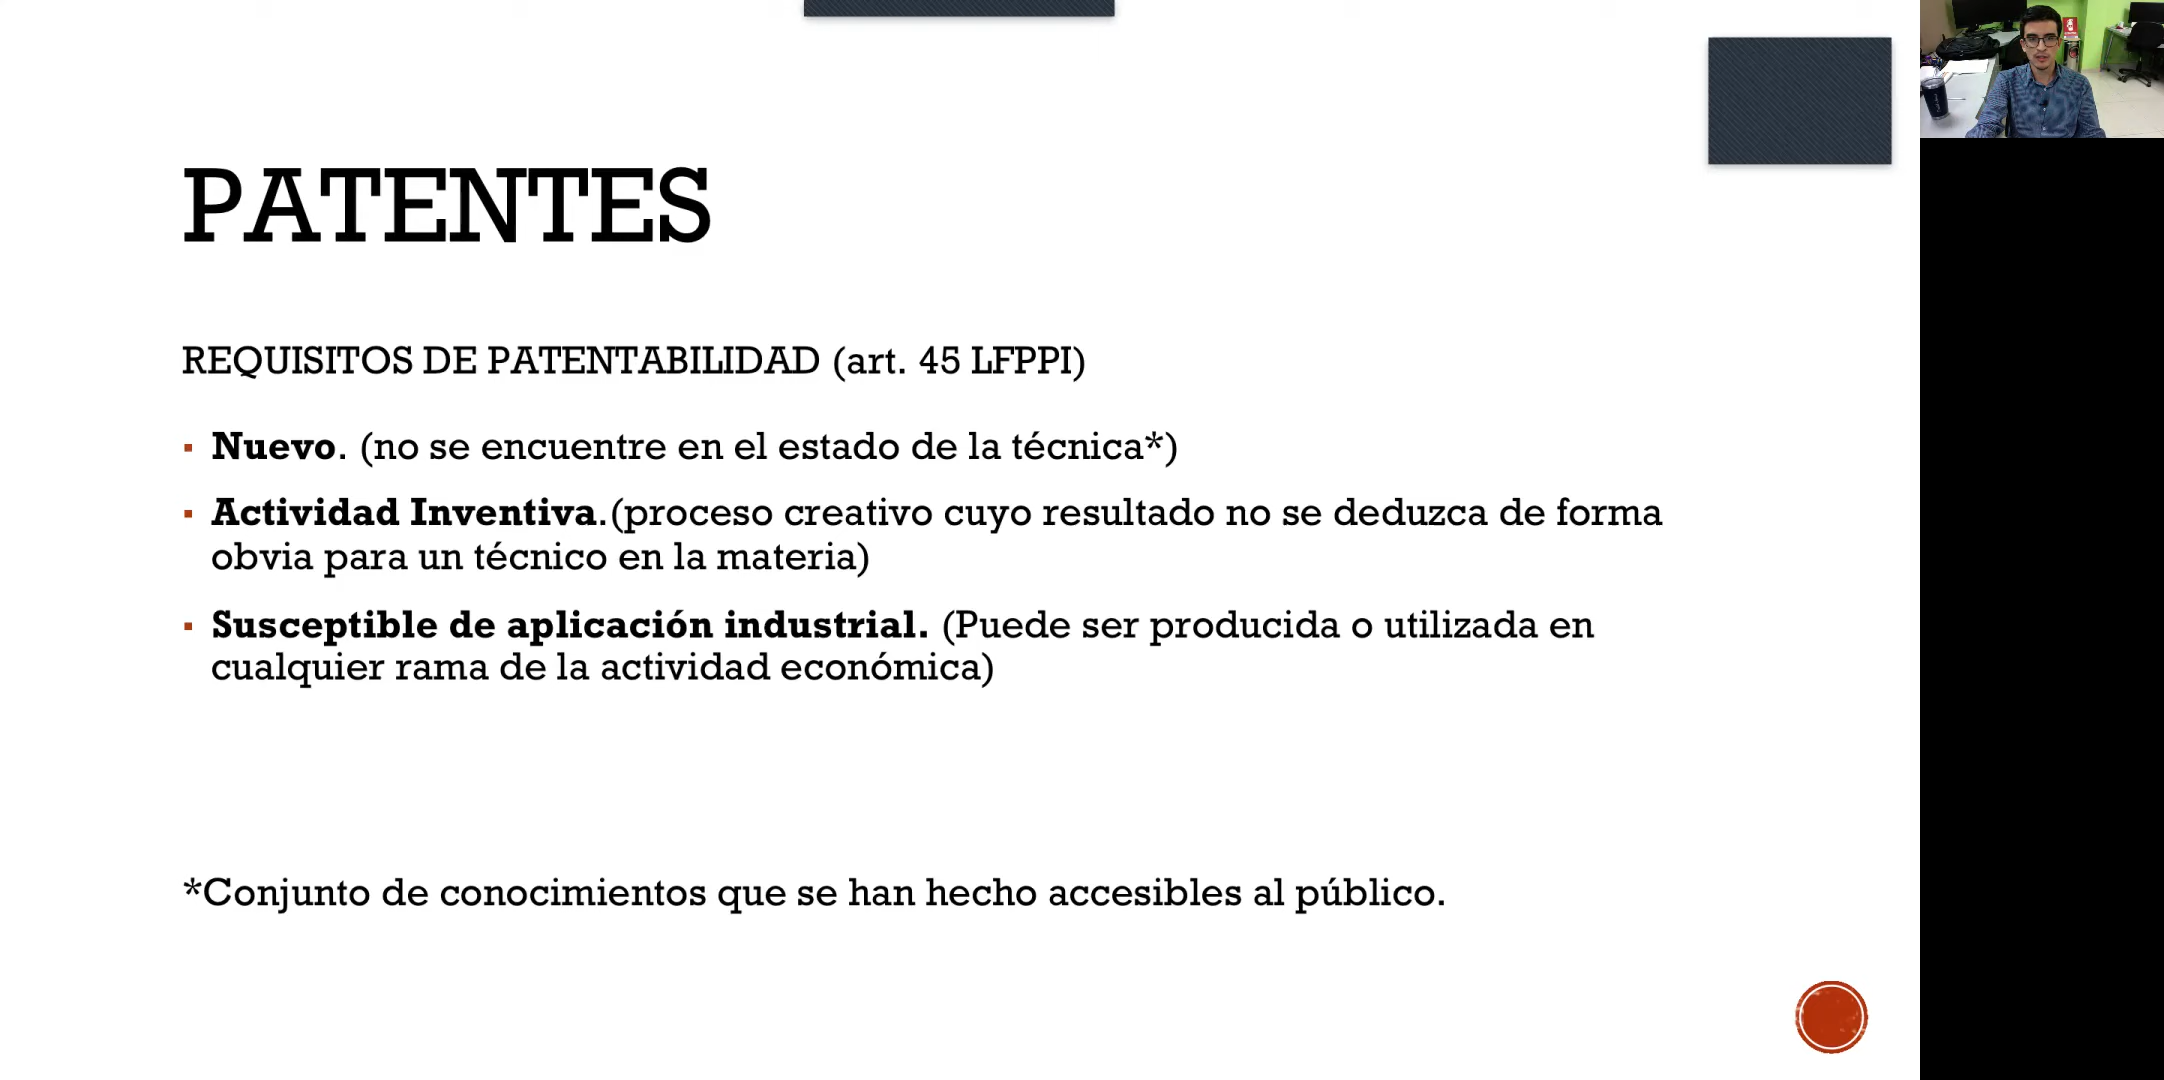 PATENTES
REQUISITOS DE PATENTABILIDAD (art. 45 LFPPI)
▪ Nuevo. (no se encuentre en el estado de la técnica*)
▪ Actividad Inventiva.(proceso creativo cuyo resultado no se deduzca de forma
obvia para un técnico en la materia)
▪ Susceptible de aplicación industrial. (Puede ser producida o utilizada en
cualquier rama de la actividad económica)
*Conjunto de conocimientos que se han hecho accesibles al público.